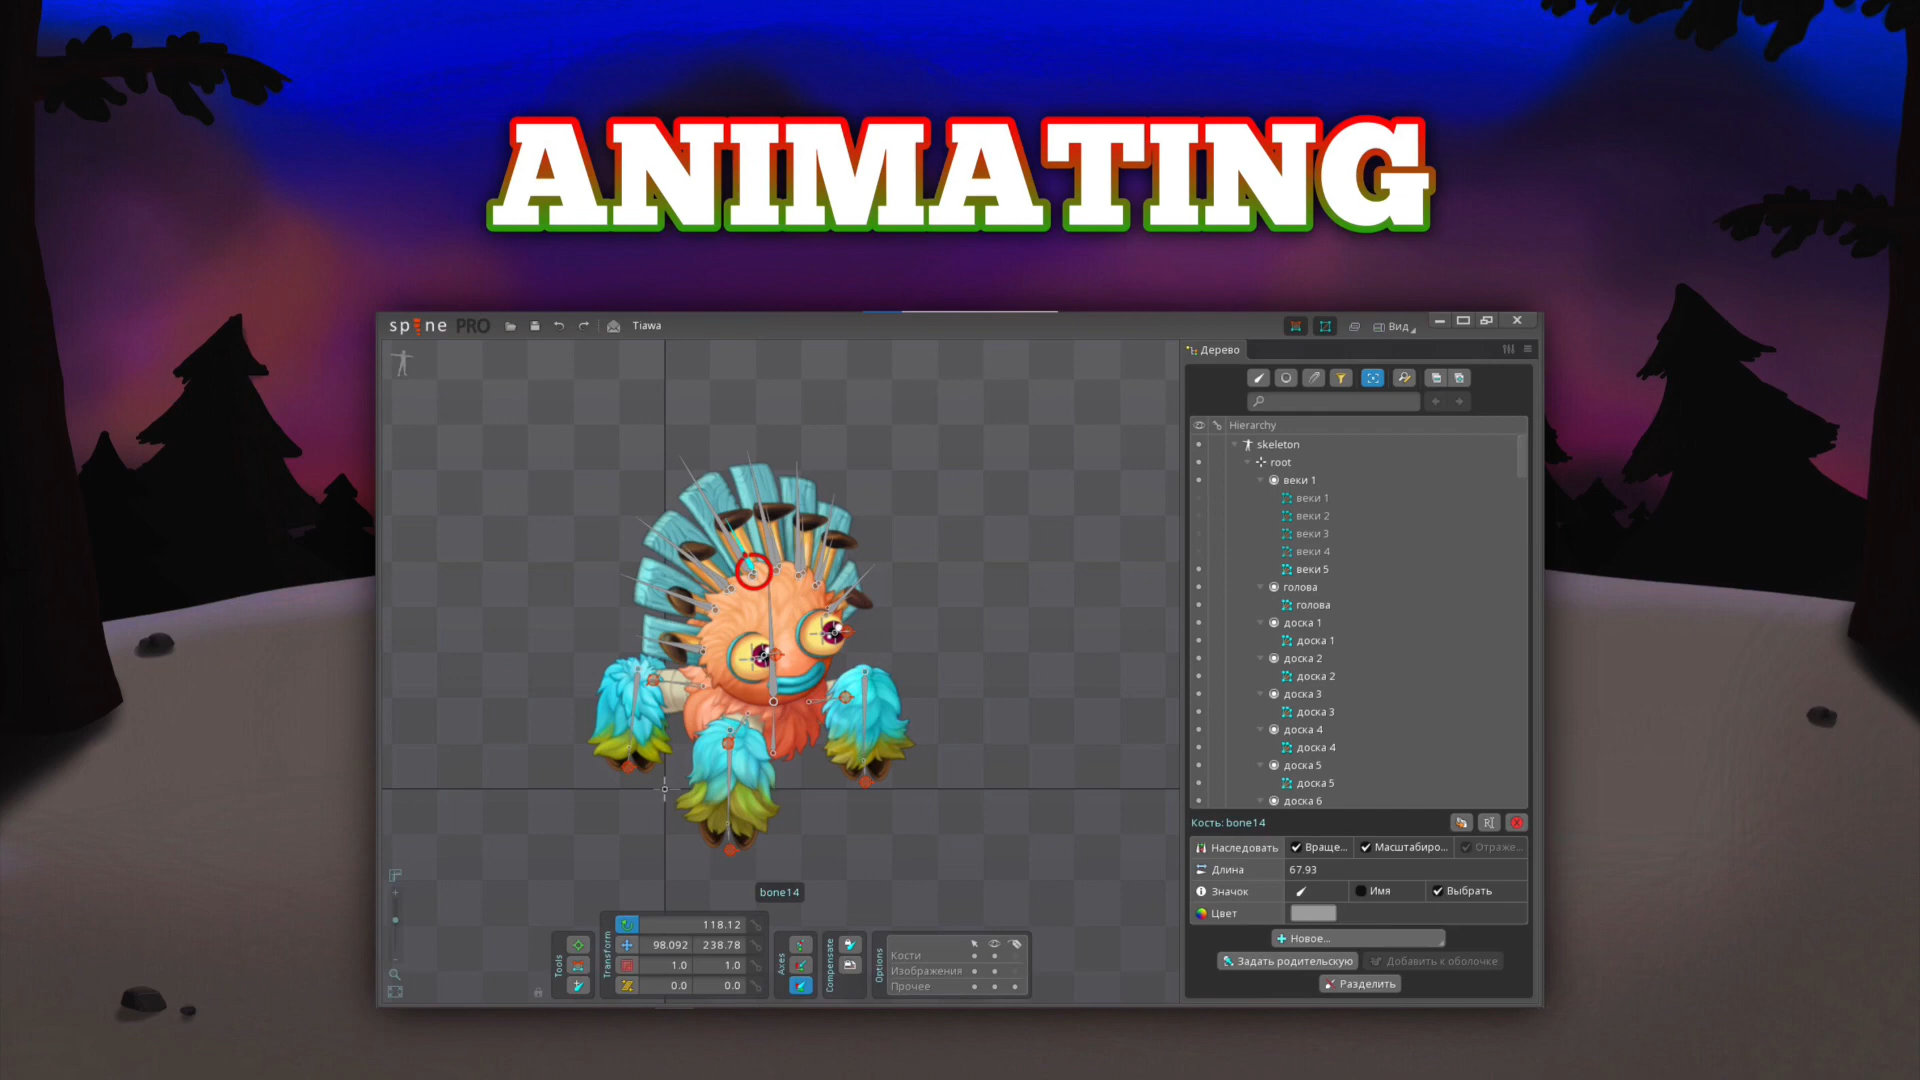 ANIMATING
spine PRO
Tiawa
Вид
Дерево
Hierarchy
skeleton
root
веки 1
веки 1
веки 2
веки 3
веки 4
веки 5
голова
голова
доска 1
доска 1
доска 2
доска 2
доска 3
доска 3
доска 4
доска 4
доска 5
доска 5
доска 6
Кость: bone14
Наследовать Враще... Масштабиро... Отраже...
Длина 67.93
Значок Имя Выбрать
Цвет
Новое...
Задать родительскую Добавить к оболочке
Разделить
bone14
Tools
Transform
118.12
98.092 238.78
1.0 1.0
0.0 0.0
Axes
Compensate
Options
Кости
Изображения
Прочее